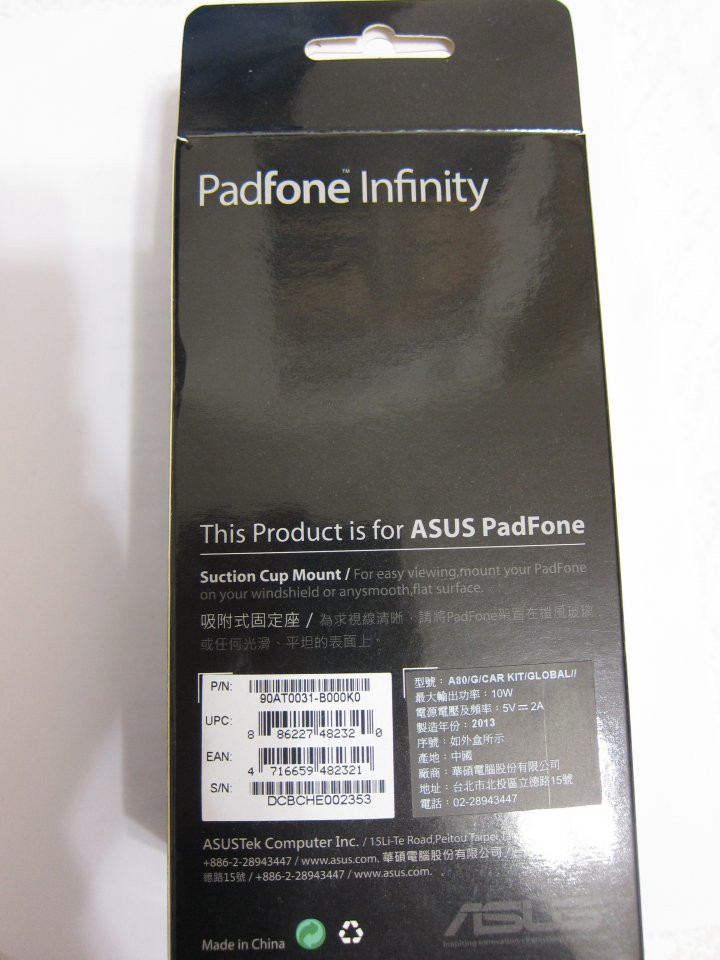 Padfone™ Infinity
This Product is for ASUS PadFone
Suction Cup Mount / For easy viewing,mount your PadFone
on your windshield or anysmooth,flat surface.
吸附式固定座 / 為求視線清晰，請將PadFone架置在擋風玻璃
或任何光滑、平坦的表面上。
P/N:
90AT0031-B000K0
UPC:
8 86227 48232 0
EAN:
4 716659 482321
S/N:
DCBCHE002353
型號：A80/G/CAR KIT/GLOBAL//
最大輸出功率：10W
電源電壓及頻率：5V⎓2A
製造年份：2013
序號：如外盒所示
產地：中國
廠商：華碩電腦股份有限公司
地址：台北市北投區立德路15號
電話：02-28943447
ASUSTek Computer Inc. / 15Li-Te Road,Peitou Taipei,
+886-2-28943447 / www.asus.com. 華碩電腦股份有限公司
德路15號 / +886-2-28943447 / www.asus.com.
ASUS
Inspiring Innovation
Made in China